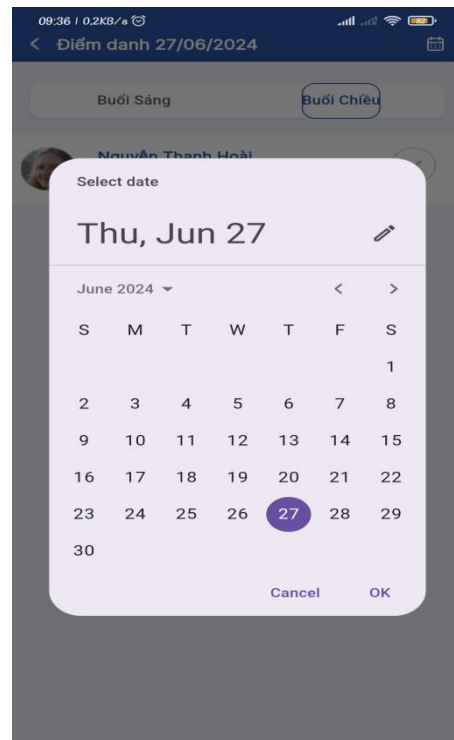 09:36 | 0,2KB/s
Điểm danh 27/06/2024
Buổi Sáng Buổi Chiều
Nguyễn Thanh Hoài
Select date
Thu, Jun 27
June 2024
S M T W T F S
1
2 3 4 5 6 7 8
9 10 11 12 13 14 15
16 17 18 19 20 21 22
23 24 25 26 27 28 29
30
Cancel OK